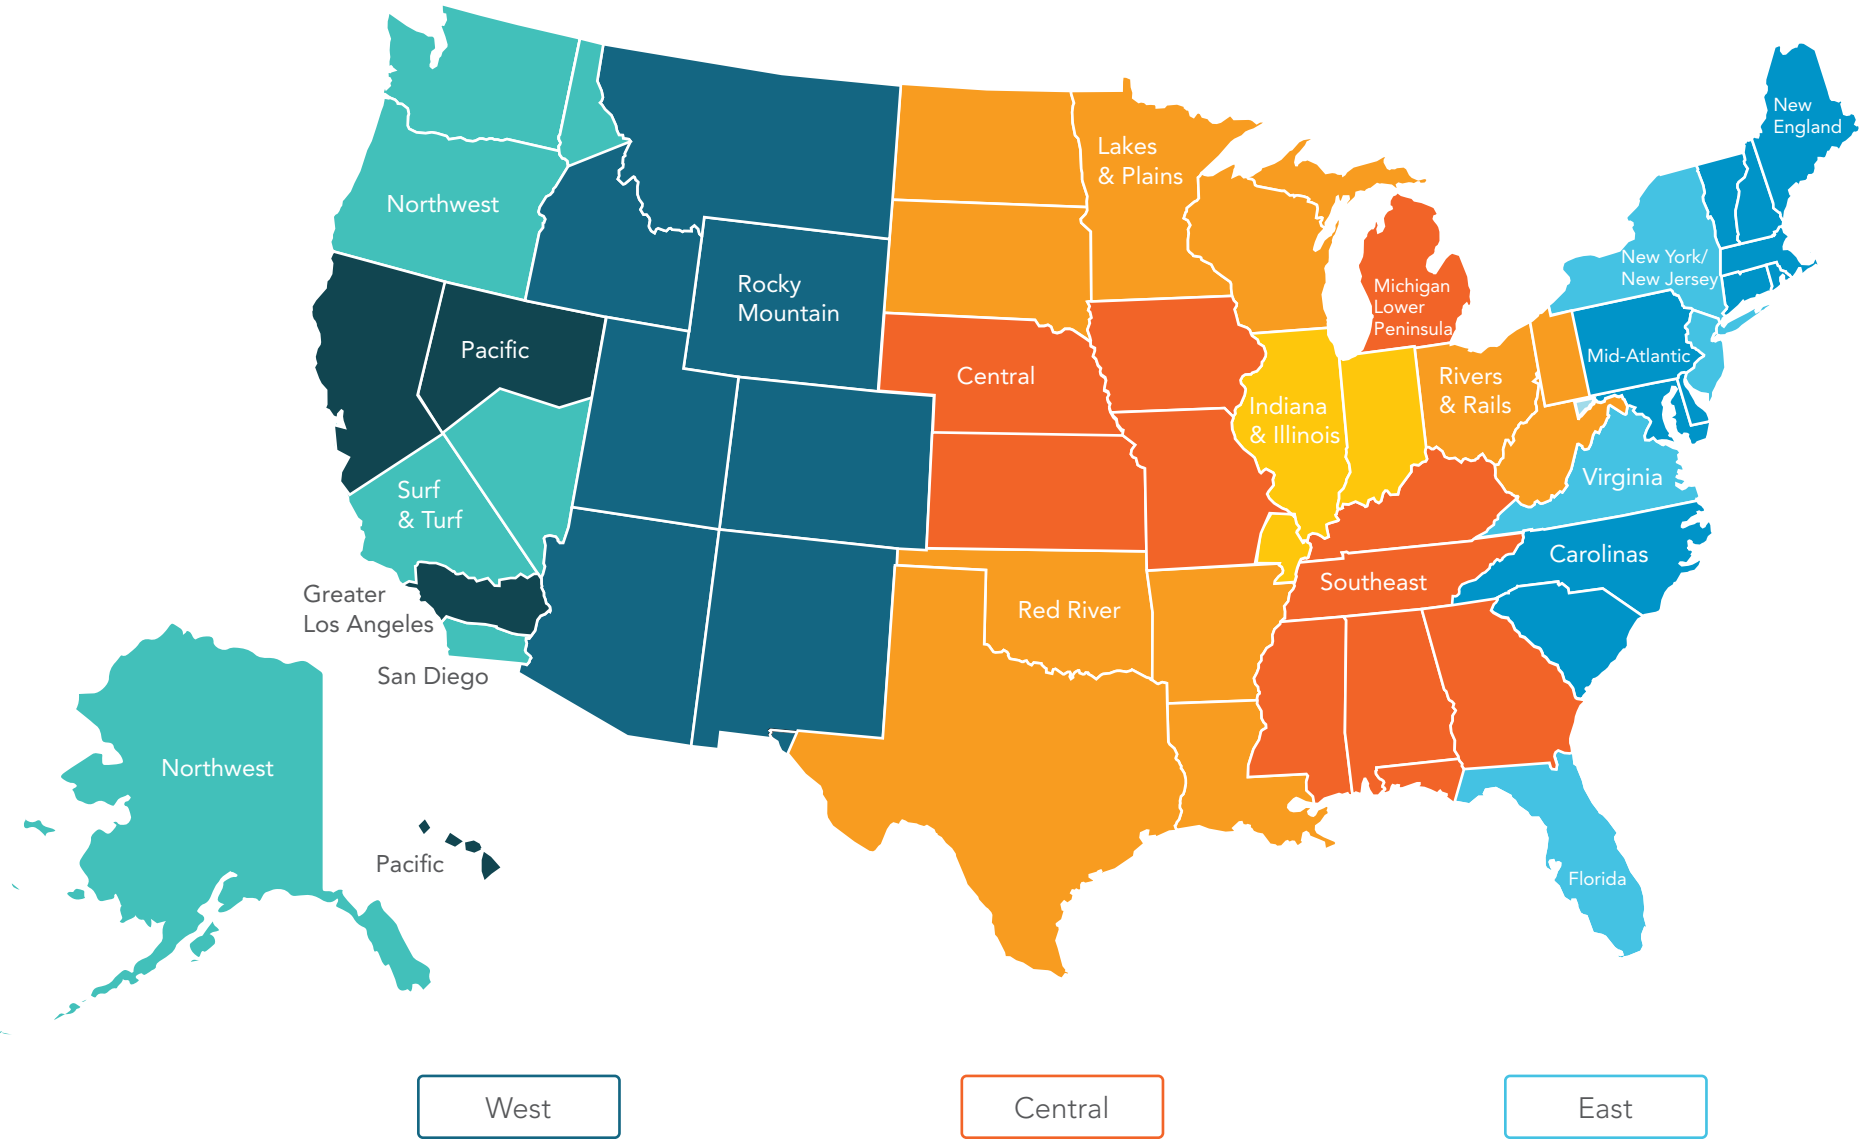 New
England
Lakes
& Plains
Northwest
New York/
New Jersey
Rocky
Mountain
Michigan
Lower
Peninsula
Pacific
Mid-Atlantic
Central
Rivers
& Rails
Indiana
& Illinois
Virginia
Surf
& Turf
Carolinas
Southeast
Greater
Los Angeles
Red River
San Diego
Northwest
Pacific
Florida
West
Central
East